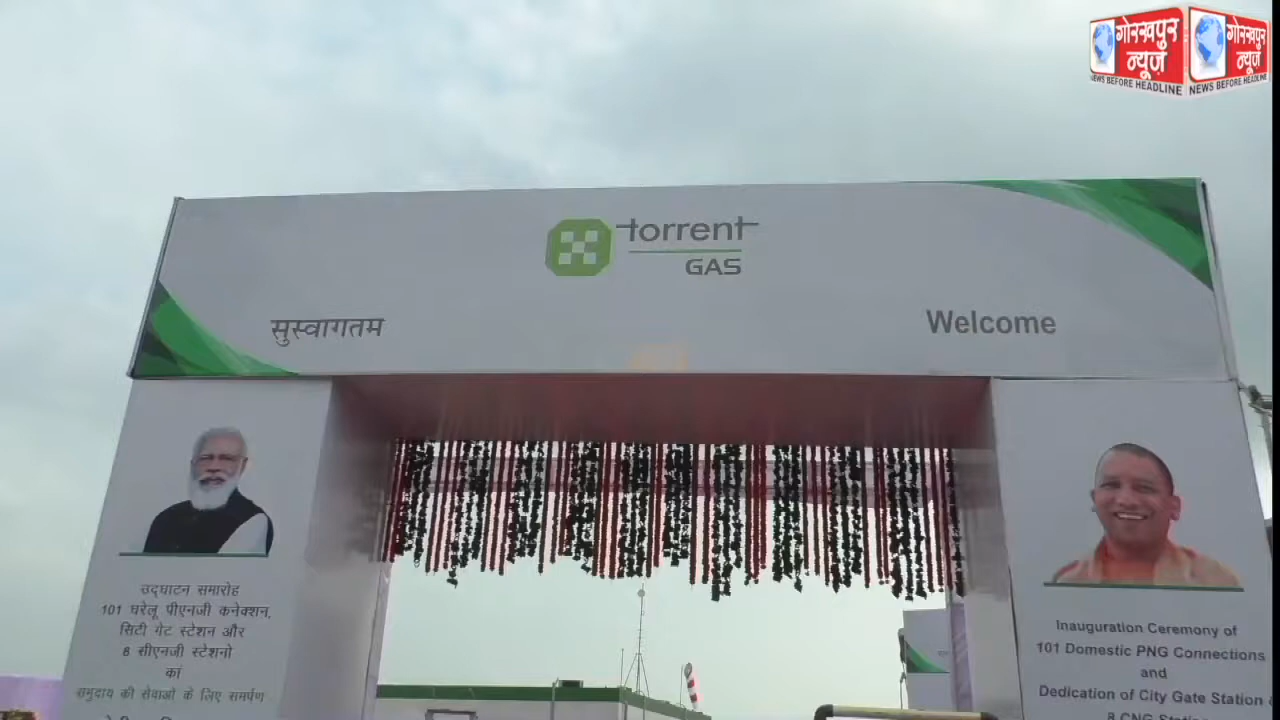 गोरखपुर
न्यूज़
NEWS BEFORE HEADLINE
गोरखपुर
न्यूज़
NEWS BEFORE HEADLINE
torrent
GAS
सुस्वागतम
Welcome
उद्घाटन समारोह
101 घरेलू पीएनजी कनेक्शन,
सिटी गेट स्टेशन और
8 सीएनजी स्टेशनो
कां
समुदाय की सेवाओं के लिए समर्पण
Inauguration Ceremony of
101 Domestic PNG Connections
and
Dedication of City Gate Station
8 CNG